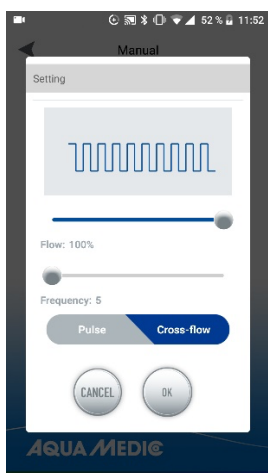 52 % 11:52
Manual
Setting
Flow: 100%
Frequency: 5
Pulse Cross-flow
CANCEL OK
AQUA MEDIC